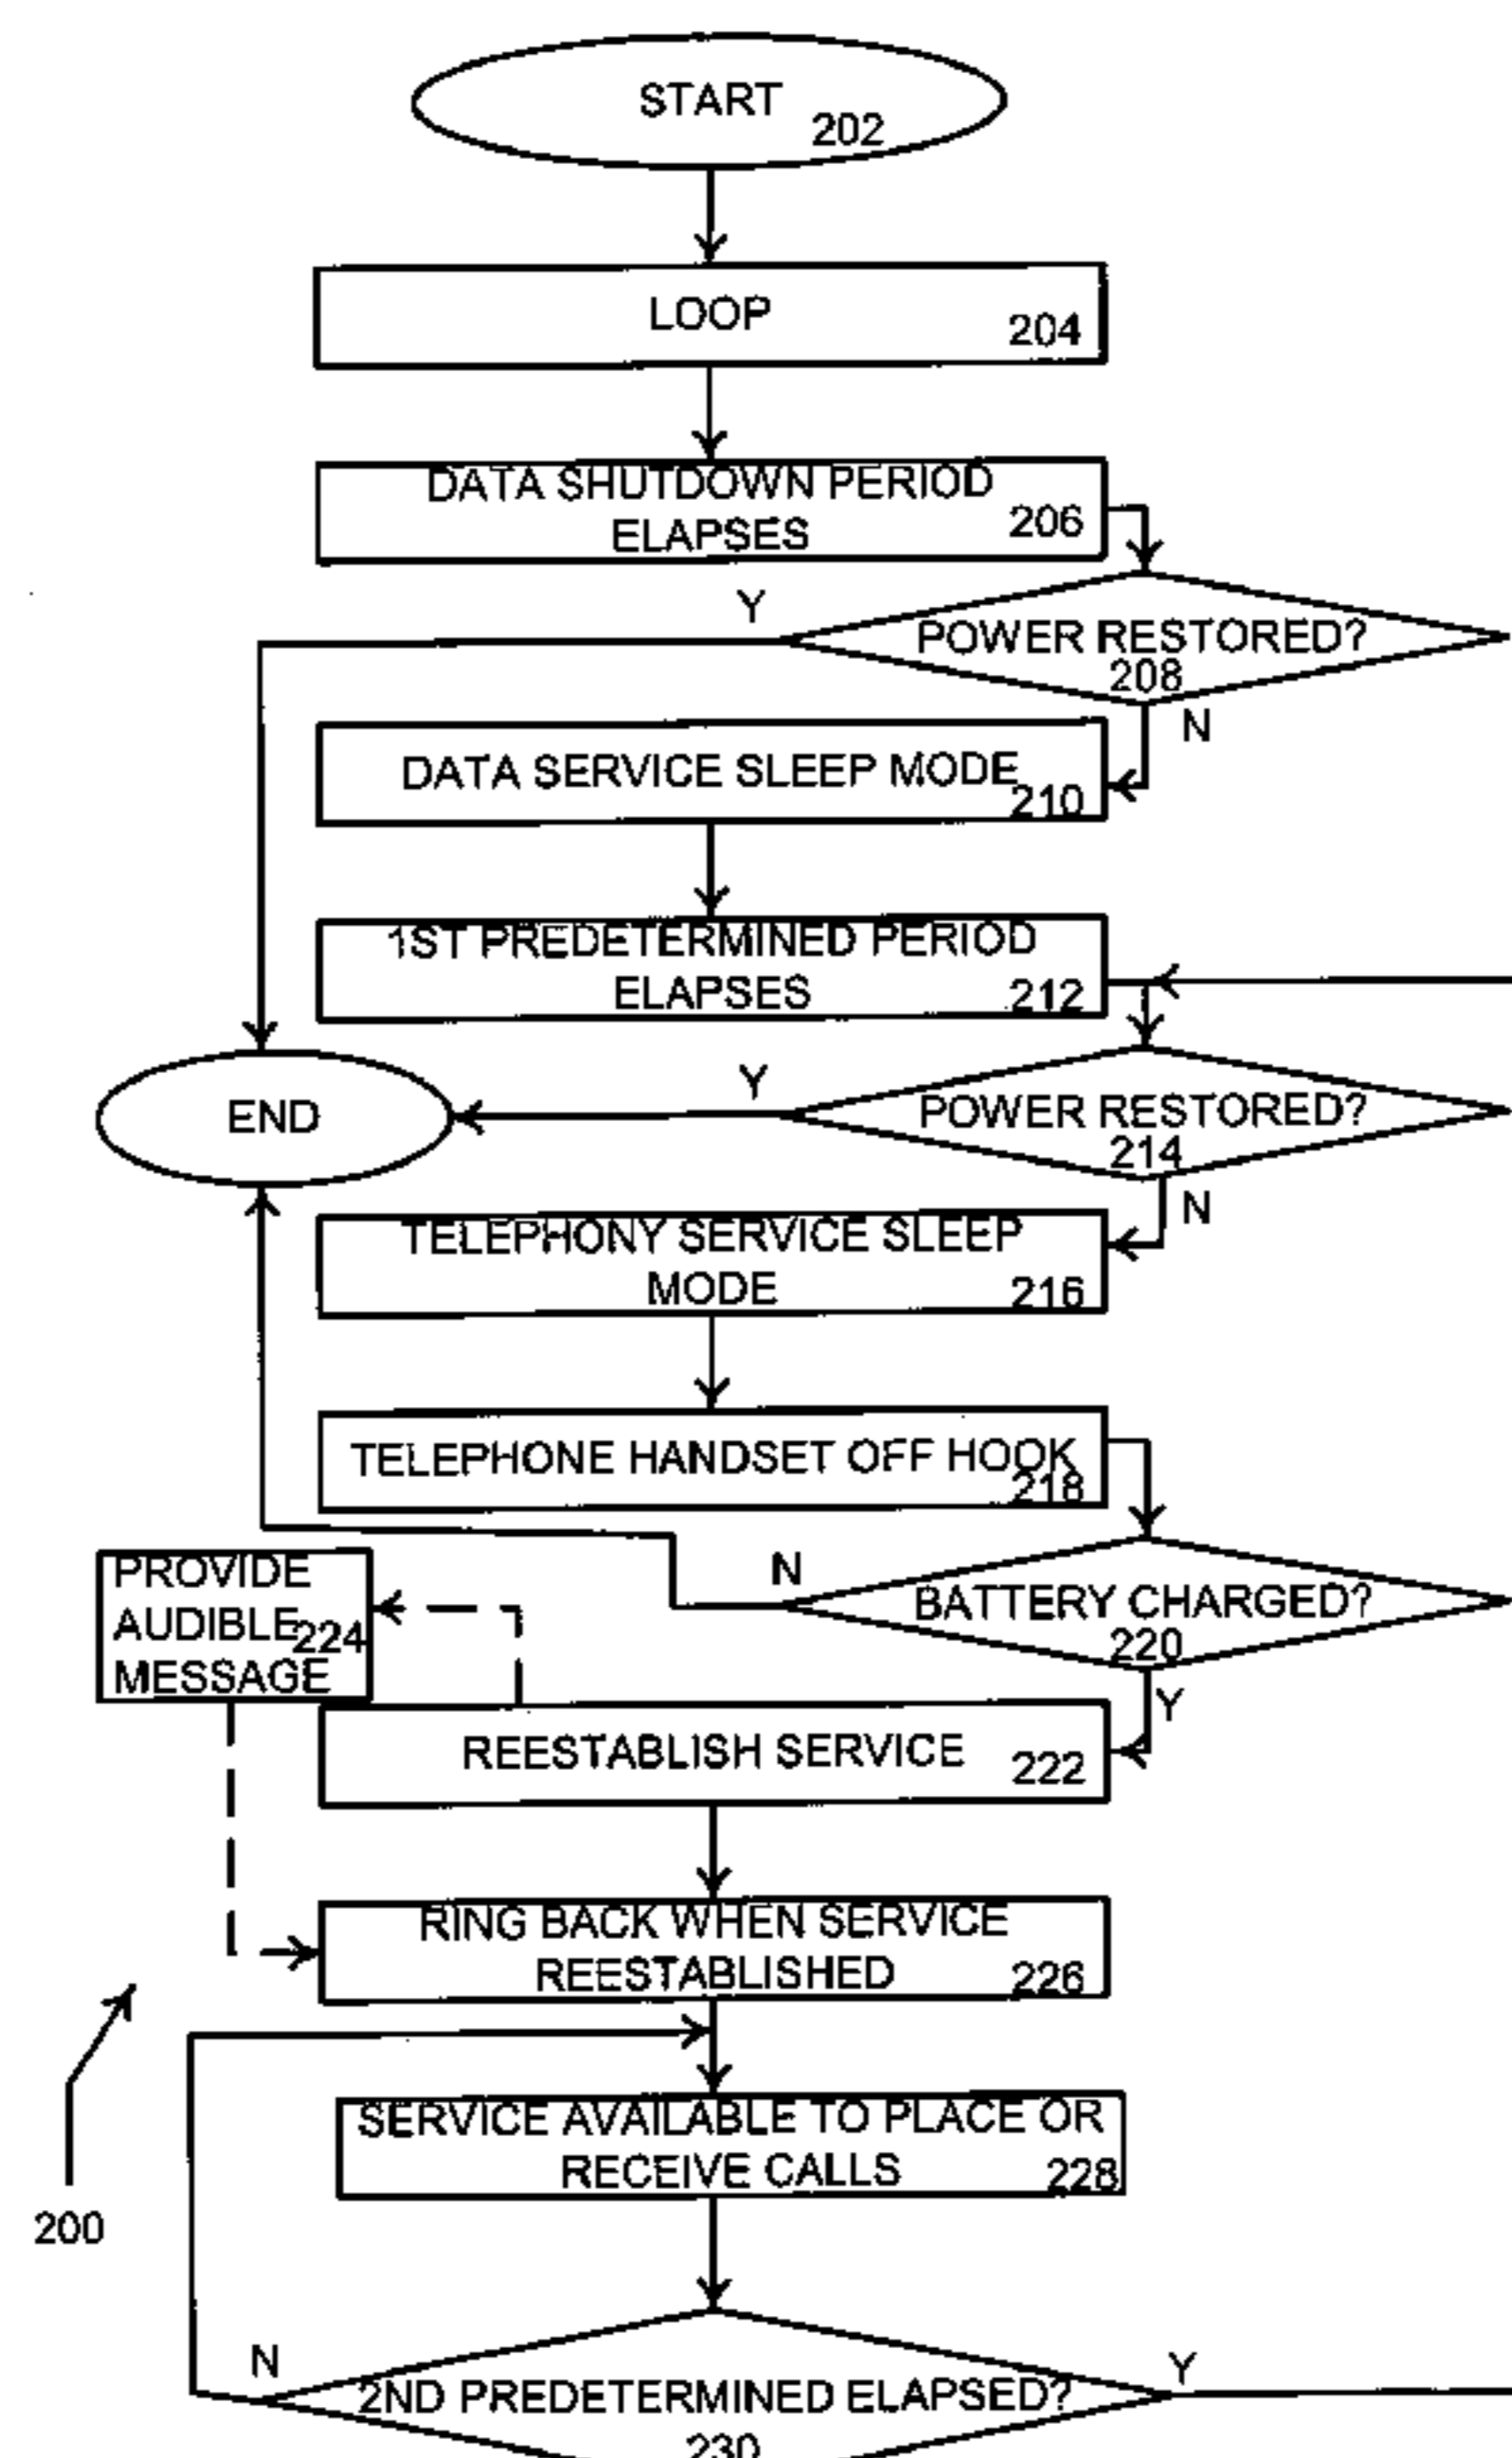 START
202
LOOP
204
DATA SHUTDOWN PERIOD
ELAPSES
206
Y
POWER RESTORED?
208
N
DATA SERVICE SLEEP MODE
210
1ST PREDETERMINED PERIOD
ELAPSES
212
END
Y
POWER RESTORED?
214
N
TELEPHONY SERVICE SLEEP
MODE
216
TELEPHONE HANDSET OFF HOOK
218
N
BATTERY CHARGED?
220
Y
PROVIDE
AUDIBLE
224
MESSAGE
REESTABLISH SERVICE
222
RING BACK WHEN SERVICE
REESTABLISHED
226
SERVICE AVAILABLE TO PLACE OR
RECEIVE CALLS
228
200
N
2ND PREDETERMINED ELAPSED?
Y
230